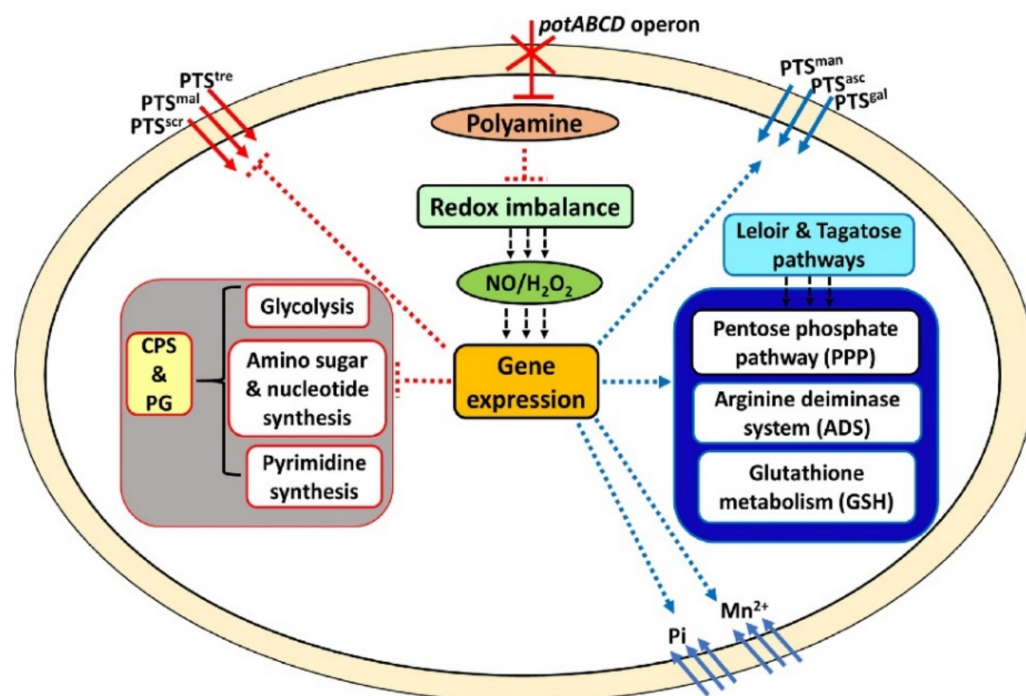 potABCD operon
PTSᵗʳᵉ
PTSᵐᵃˡ
PTSˢᶜʳ
PTSᵐᵃⁿ
PTSᵃˢᶜ
PTSᵍᵃˡ
Polyamine
Redox imbalance
NO/H₂O₂
Gene
expression
Glycolysis
CPS
&
PG
Amino sugar
& nucleotide
synthesis
Pyrimidine
synthesis
Leloir & Tagatose
pathways
Pentose phosphate
pathway (PPP)
Arginine deiminase
system (ADS)
Glutathione
metabolism (GSH)
Mn²⁺
Pi